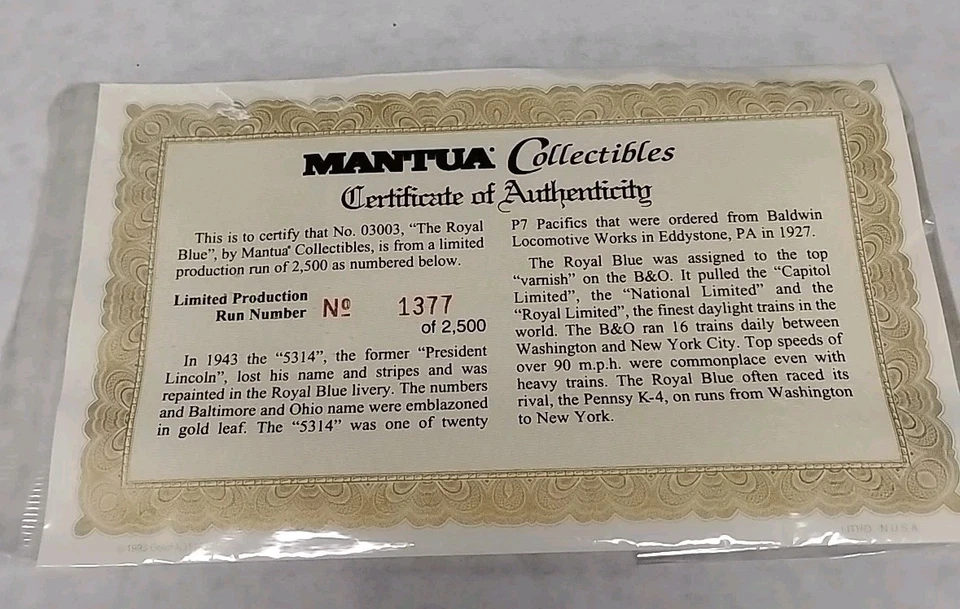 MANTUA® Collectibles
Certificate of Authenticity
This is to certify that No. 03003, "The Royal
Blue", by Mantua® Collectibles, is from a limited
production run of 2,500 as numbered below.
Limited Production
Run Number Nº 1377
of 2,500
In 1943 the "5314", the former "President
Lincoln", lost his name and stripes and was
repainted in the Royal Blue livery. The numbers
and Baltimore and Ohio name were emblazoned
in gold leaf. The "5314" was one of twenty
P7 Pacifics that were ordered from Baldwin
Locomotive Works in Eddystone, PA in 1927.
The Royal Blue was assigned to the top
"varnish" on the B&O. It pulled the "Capitol
Limited", the "National Limited" and the
"Royal Limited", the finest daylight trains in the
world. The B&O ran 16 trains daily between
Washington and New York City. Top speeds of
over 90 m.p.h. were commonplace even with
heavy trains. The Royal Blue often raced its
rival, the Pennsy K-4, on runs from Washington
to New York.
LITHO. N U.S.A.